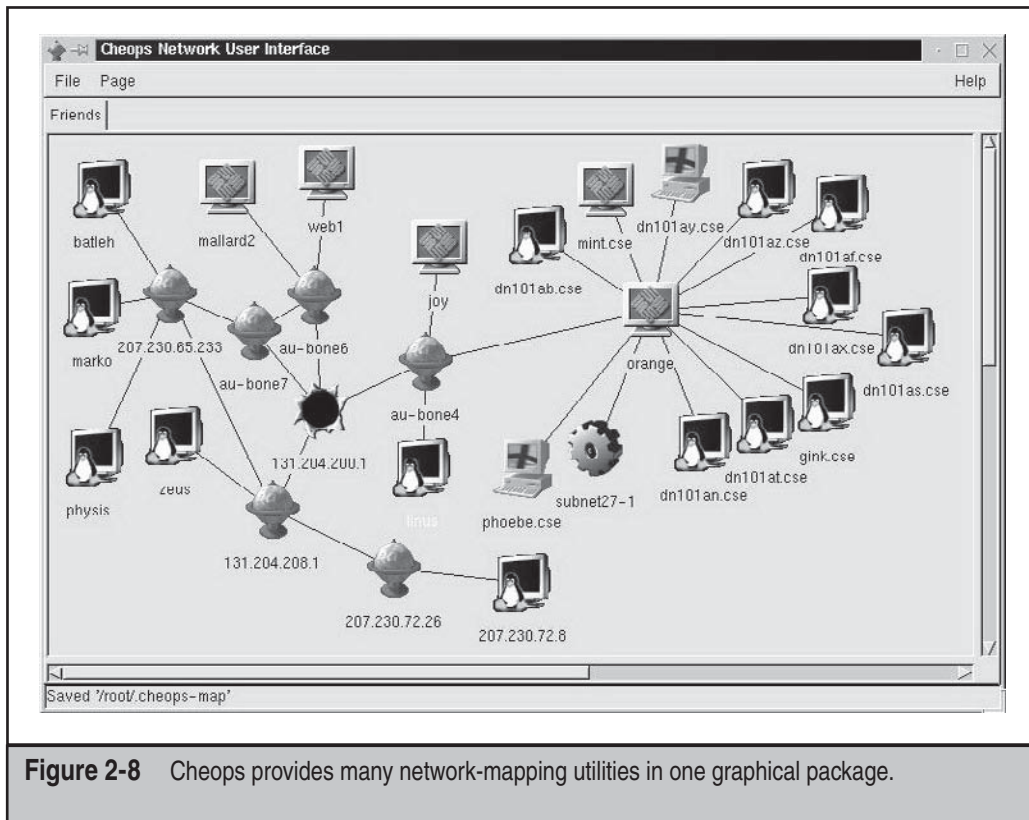 Cheops Network User Interface
File Page Help
Friends
batleh
mallard2
web1
joy
dn101ab.cse
mint.cse
dn101ay.cse
dn101az.cse
dn101af.cse
marko
207.230.65.233
au-bone6
au-bone7
au-bone4
orange
dn101ax.cse
dn101as.cse
physis
zeus
131.204.200.1
linus
phoebe.cse
subnet27-1
dn101an.cse
dn101at.cse
gink.cse
131.204.208.1
207.230.72.26
207.230.72.8
Saved '/root/.cheops-map'
Figure 2-8 Cheops provides many network-mapping utilities in one graphical package.